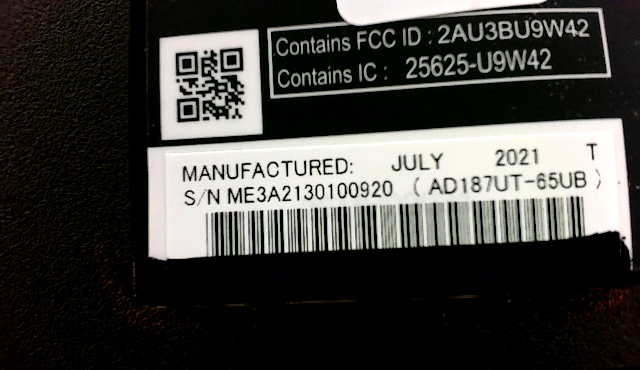 Contains FCC ID : 2AU3BU9W42
Contains IC : 25625-U9W42
MANUFACTURED: JULY 2021 T
S/N ME3A2130100920 ( AD187UT-65UB )